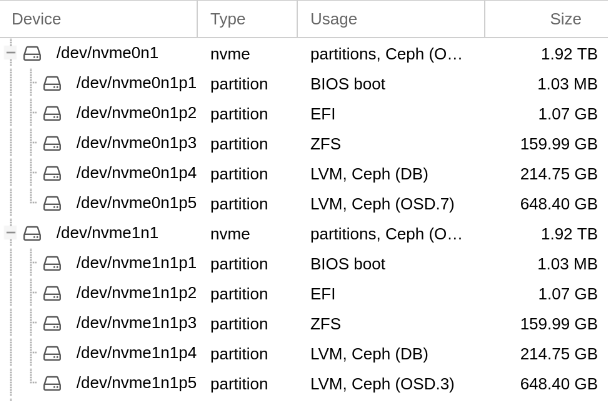 Device Type Usage Size
/dev/nvme0n1 nvme partitions, Ceph (O… 1.92 TB
/dev/nvme0n1p1 partition BIOS boot 1.03 MB
/dev/nvme0n1p2 partition EFI 1.07 GB
/dev/nvme0n1p3 partition ZFS 159.99 GB
/dev/nvme0n1p4 partition LVM, Ceph (DB) 214.75 GB
/dev/nvme0n1p5 partition LVM, Ceph (OSD.7) 648.40 GB
/dev/nvme1n1 nvme partitions, Ceph (O… 1.92 TB
/dev/nvme1n1p1 partition BIOS boot 1.03 MB
/dev/nvme1n1p2 partition EFI 1.07 GB
/dev/nvme1n1p3 partition ZFS 159.99 GB
/dev/nvme1n1p4 partition LVM, Ceph (DB) 214.75 GB
/dev/nvme1n1p5 partition LVM, Ceph (OSD.3) 648.40 GB